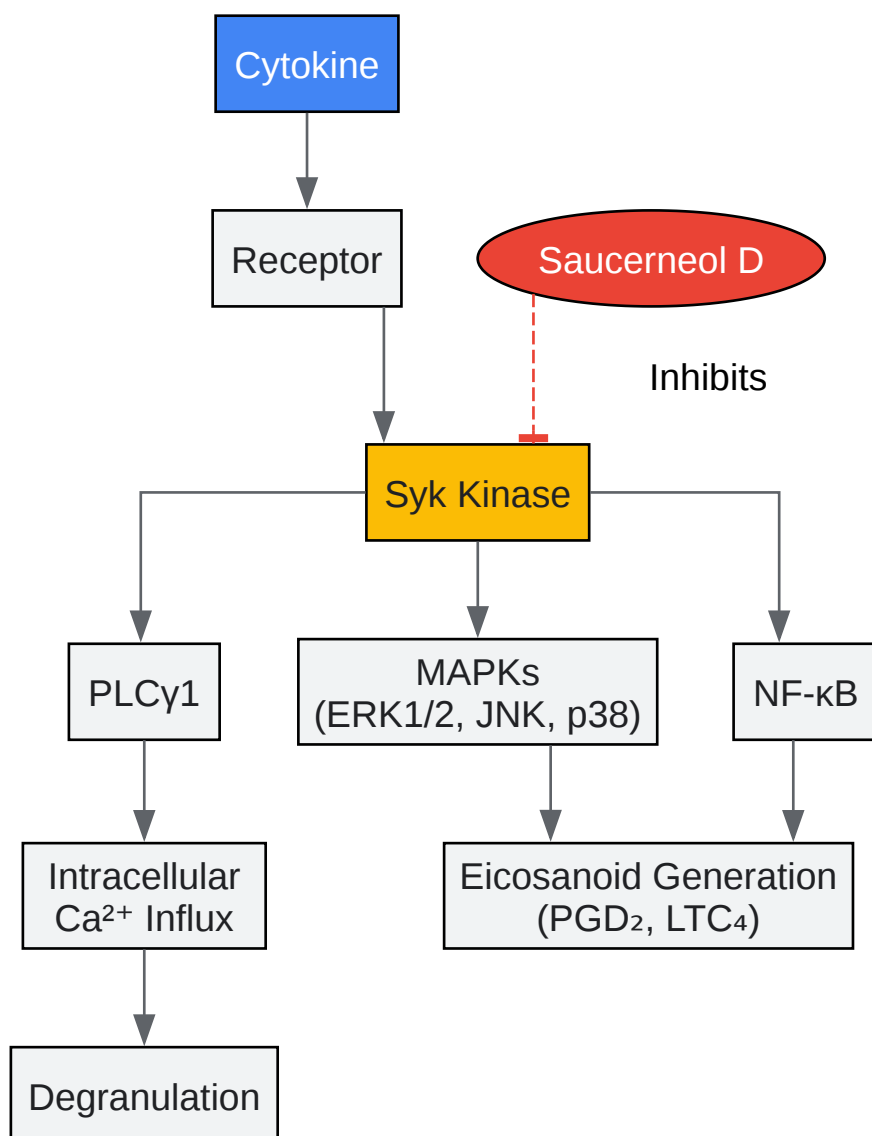 Cytokine
Receptor
Saucerneol D
Inhibits
Syk Kinase
PLCγ1
MAPKs
(ERK1/2, JNK, p38)
NF-κB
Intracellular
Ca²⁺ Influx
Eicosanoid Generation
(PGD₂, LTC₄)
Degranulation